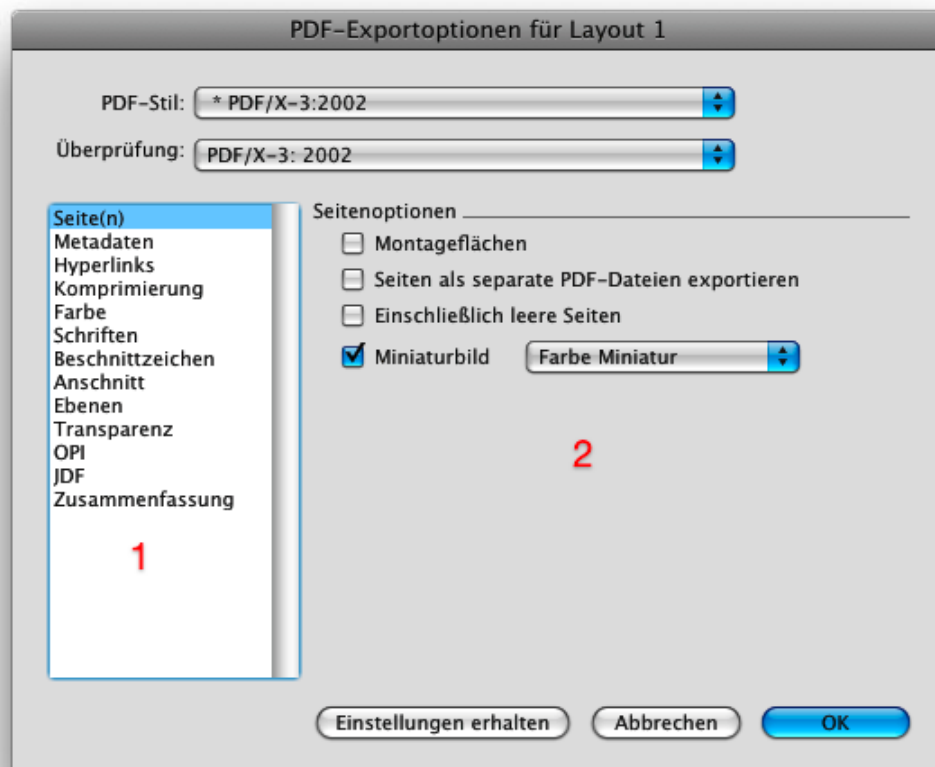 PDF-Exportoptionen für Layout 1
PDF-Stil: * PDF/X-3:2002
Überprüfung: PDF/X-3: 2002
Seite(n)
Metadaten
Hyperlinks
Komprimierung
Farbe
Schriften
Beschnittzeichen
Anschnitt
Ebenen
Transparenz
OPI
JDF
Zusammenfassung
1
Seitenoptionen
Montageflächen
Seiten als separate PDF-Dateien exportieren
Einschließlich leere Seiten
Miniaturbild Farbe Miniatur
2
Einstellungen erhalten Abbrechen OK